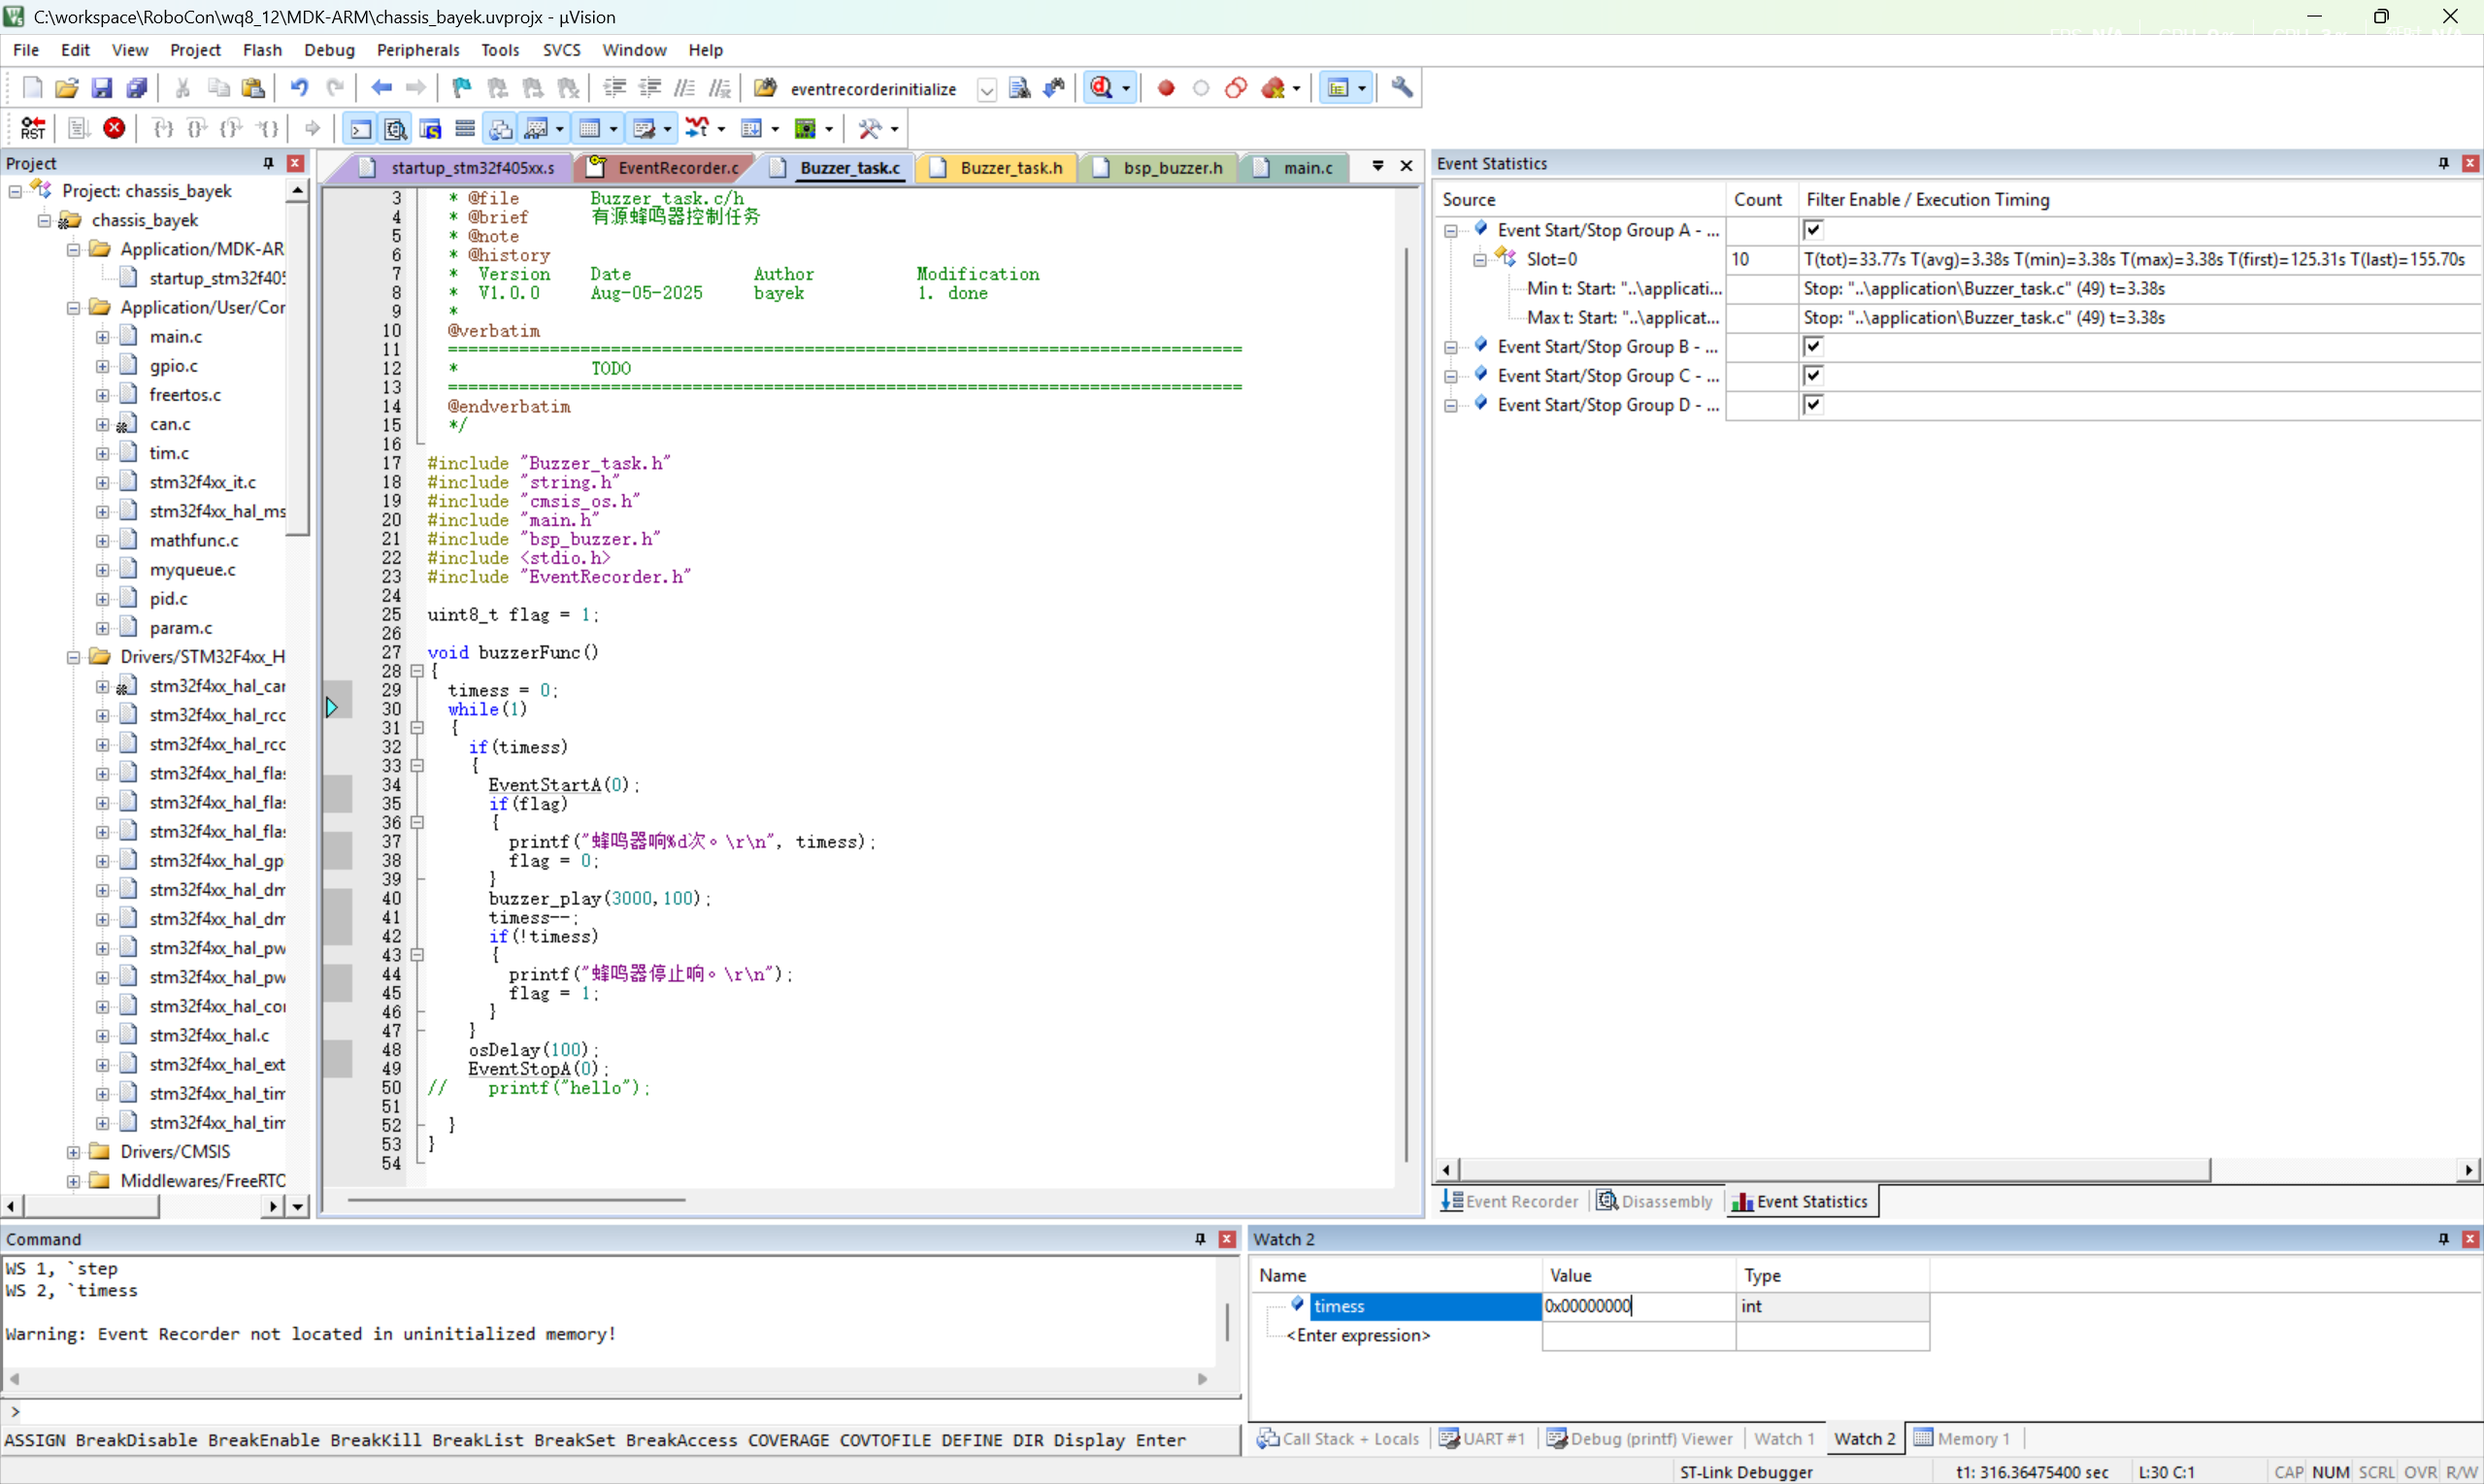 C:\workspace\RoboCon\wq8_12\MDK-ARM\chassis_bayek.uvprojx - µVision
File Edit View Project Flash Debug Peripherals Tools SVCS Window Help
eventrecorderinitialize
RST
Project
Project: chassis_bayek
chassis_bayek
Application/MDK-AR
startup_stm32f405
Application/User/Cor
main.c
gpio.c
freertos.c
can.c
tim.c
stm32f4xx_it.c
stm32f4xx_hal_ms
mathfunc.c
myqueue.c
pid.c
param.c
Drivers/STM32F4xx_H
stm32f4xx_hal_car
stm32f4xx_hal_rcc
stm32f4xx_hal_rcc
stm32f4xx_hal_flas
stm32f4xx_hal_flas
stm32f4xx_hal_flas
stm32f4xx_hal_gp
stm32f4xx_hal_dm
stm32f4xx_hal_dm
stm32f4xx_hal_pw
stm32f4xx_hal_pw
stm32f4xx_hal_cor
stm32f4xx_hal.c
stm32f4xx_hal_ext
stm32f4xx_hal_tim
stm32f4xx_hal_tim
Drivers/CMSIS
Middlewares/FreeRTO
startup_stm32f405xx.s EventRecorder.c Buzzer_task.c Buzzer_task.h bsp_buzzer.h main.c
3 * @file Buzzer_task.c/h
4 * @brief 有源蜂鸣器控制任务
5 * @note
6 * @history
7 * Version Date Author Modification
8 * V1.0.0 Aug-05-2025 bayek 1. done
9 *
10 @verbatim
11 ==============================================================================
12 * TODO
13 ==============================================================================
14 @endverbatim
15 */
16
17 #include "Buzzer_task.h"
18 #include "string.h"
19 #include "cmsis_os.h"
20 #include "main.h"
21 #include "bsp_buzzer.h"
22 #include <stdio.h>
23 #include "EventRecorder.h"
24
25 uint8_t flag = 1;
26
27 void buzzerFunc()
28 {
29 timess = 0;
30 while(1)
31 {
32 if(timess)
33 {
34 EventStartA(0);
35 if(flag)
36 {
37 printf("蜂鸣器响%d次。\r\n", timess);
38 flag = 0;
39 }
40 buzzer_play(3000,100);
41 timess--;
42 if(!timess)
43 {
44 printf("蜂鸣器停止响。\r\n");
45 flag = 1;
46 }
47 }
48 osDelay(100);
49 EventStopA(0);
50 // printf("hello");
51
52 }
53 }
54
Event Statistics
Source Count Filter Enable / Execution Timing
Event Start/Stop Group A - ...
Slot=0 10 T(tot)=33.77s T(avg)=3.38s T(min)=3.38s T(max)=3.38s T(first)=125.31s T(last)=155.70s
Min t: Start: "..\applicati... Stop: "..\application\Buzzer_task.c" (49) t=3.38s
Max t: Start: "..\applicat... Stop: "..\application\Buzzer_task.c" (49) t=3.38s
Event Start/Stop Group B - ...
Event Start/Stop Group C - ...
Event Start/Stop Group D - ...
Event Recorder Disassembly Event Statistics
Command
WS 1, `step
WS 2, `timess
Warning: Event Recorder not located in uninitialized memory!
>
ASSIGN BreakDisable BreakEnable BreakKill BreakList BreakSet BreakAccess COVERAGE COVTOFILE DEFINE DIR Display Enter
Watch 2
Name Value Type
timess 0x00000000 int
<Enter expression>
Call Stack + Locals UART #1 Debug (printf) Viewer Watch 1 Watch 2 Memory 1
ST-Link Debugger t1: 316.36475400 sec L:30 C:1 CAP NUM SCRL OVR R/W